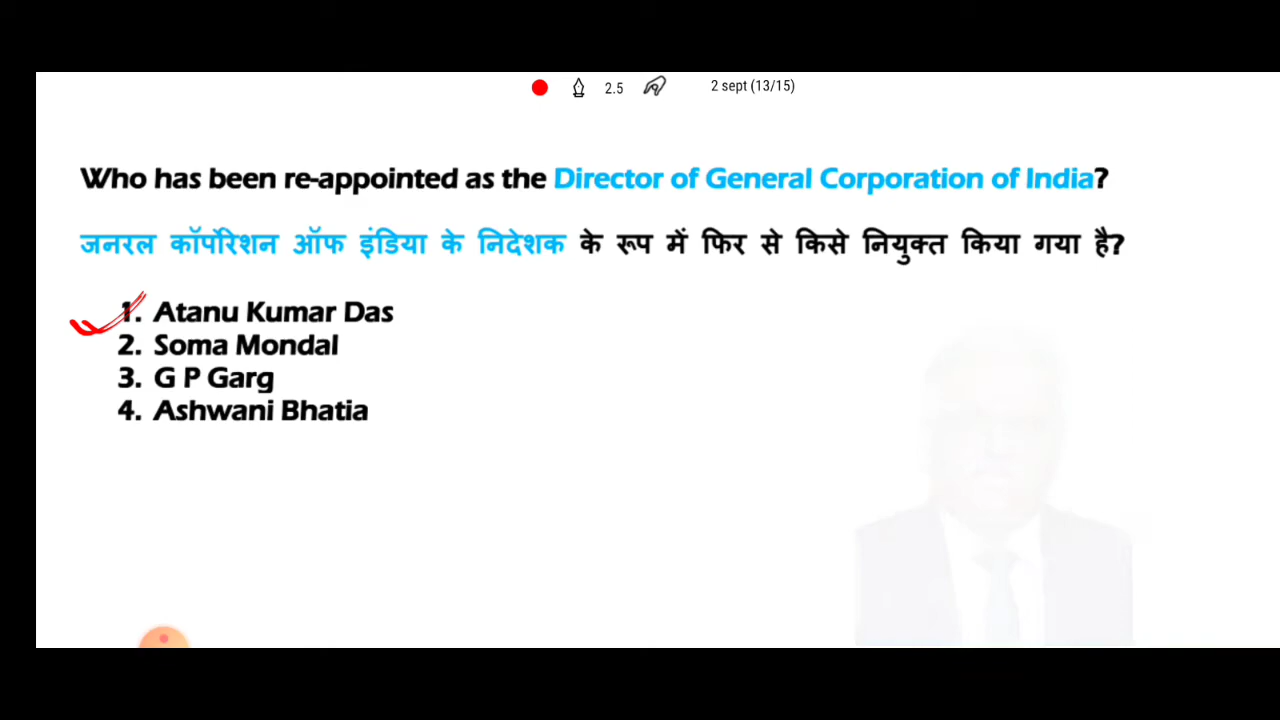 2.5 2 sept (13/15)
Who has been re-appointed as the Director of General Corporation of India?
जनरल कॉर्पोरेशन ऑफ इंडिया के निदेशक के रूप में फिर से किसे नियुक्त किया गया है?
1. Atanu Kumar Das
2. Soma Mondal
3. G P Garg
4. Ashwani Bhatia